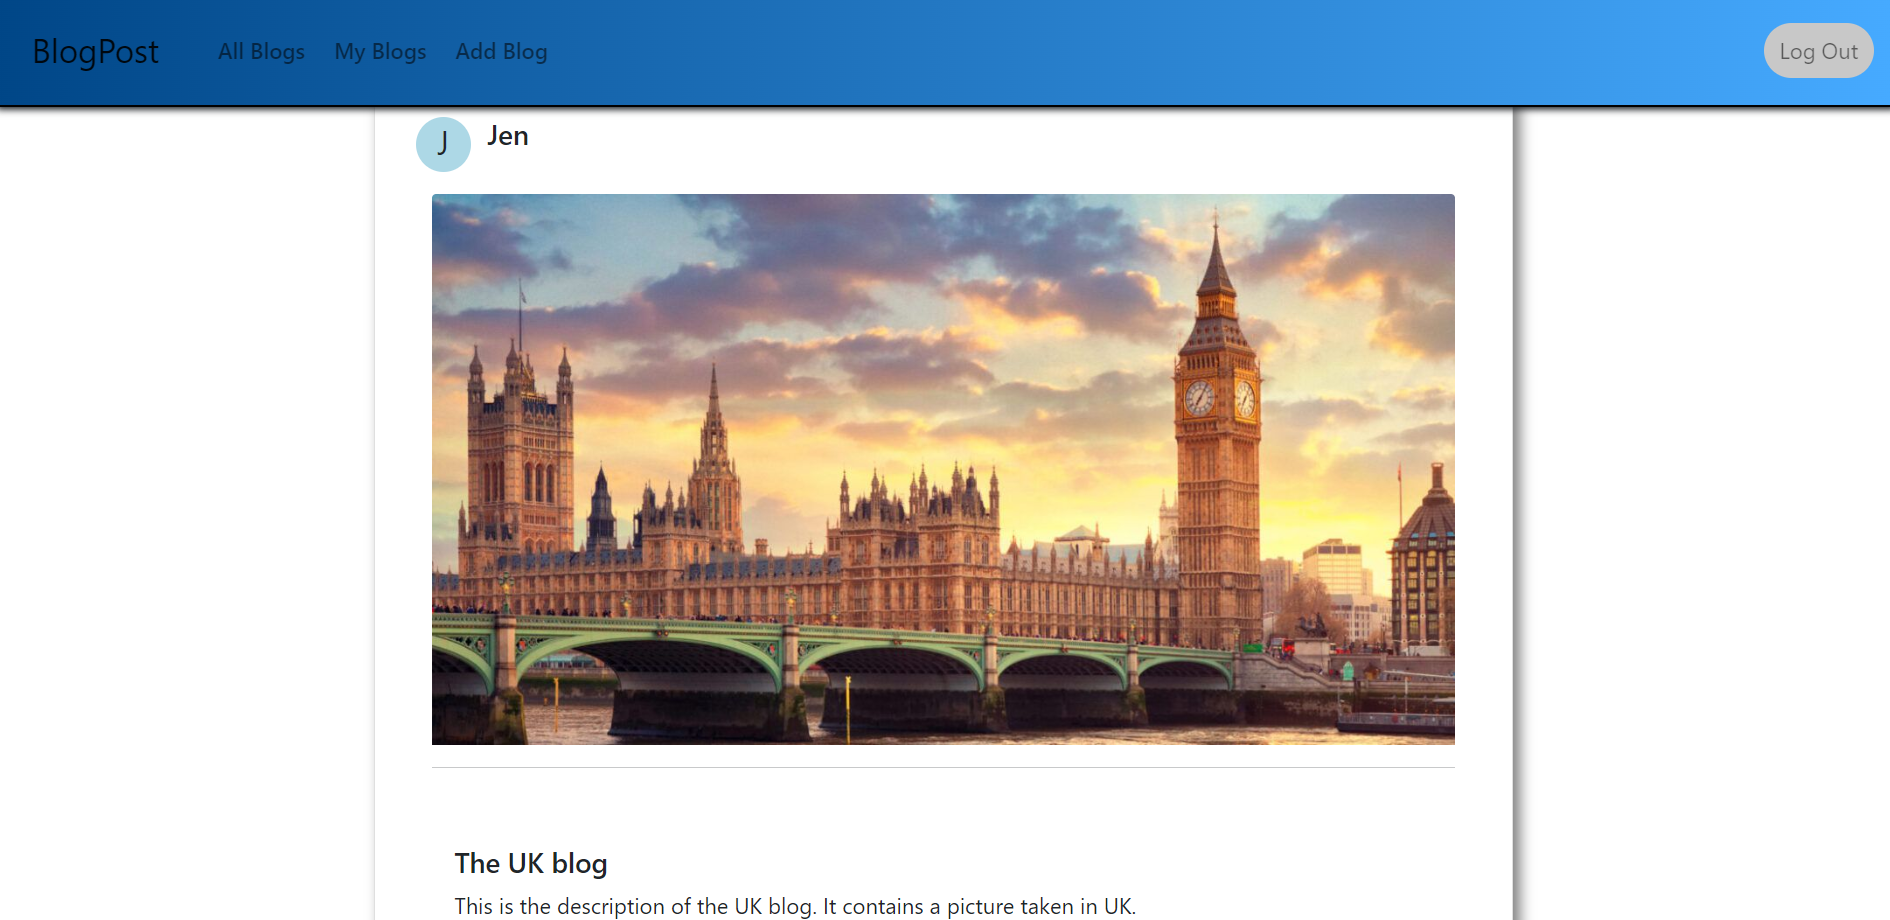 BlogPost All Blogs My Blogs Add Blog Log Out
J Jen
The UK blog
This is the description of the UK blog. It contains a picture taken in UK.